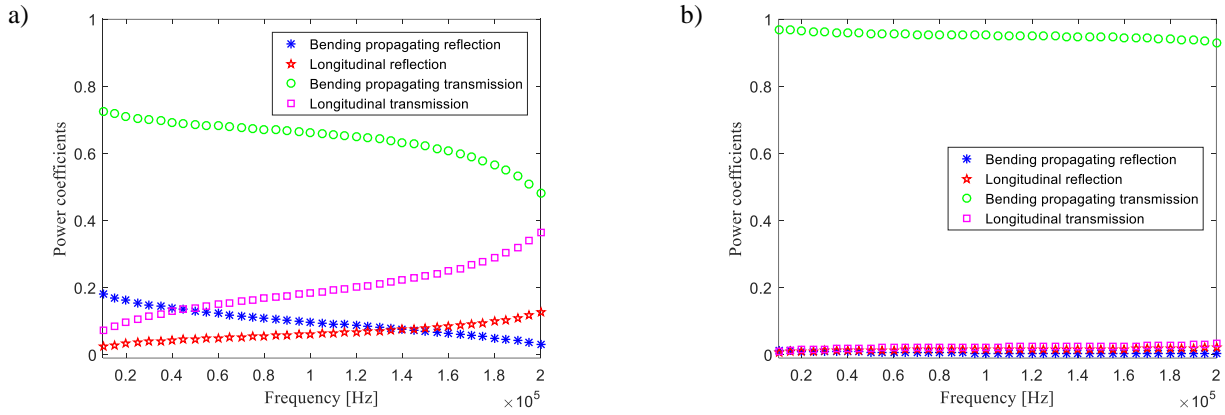 a)
1
0.8
0.6
0.4
0.2
0
Power coefficients
Bending propagating reflection
Longitudinal reflection
Bending propagating transmission
Longitudinal transmission
0.2 0.4 0.6 0.8 1 1.2 1.4 1.6 1.8 2
Frequency [Hz]
×10^5
b)
1
0.8
0.6
0.4
0.2
0
Power coefficients
Bending propagating reflection
Longitudinal reflection
Bending propagating transmission
Longitudinal transmission
0.2 0.4 0.6 0.8 1 1.2 1.4 1.6 1.8 2
Frequency [Hz]
×10^5